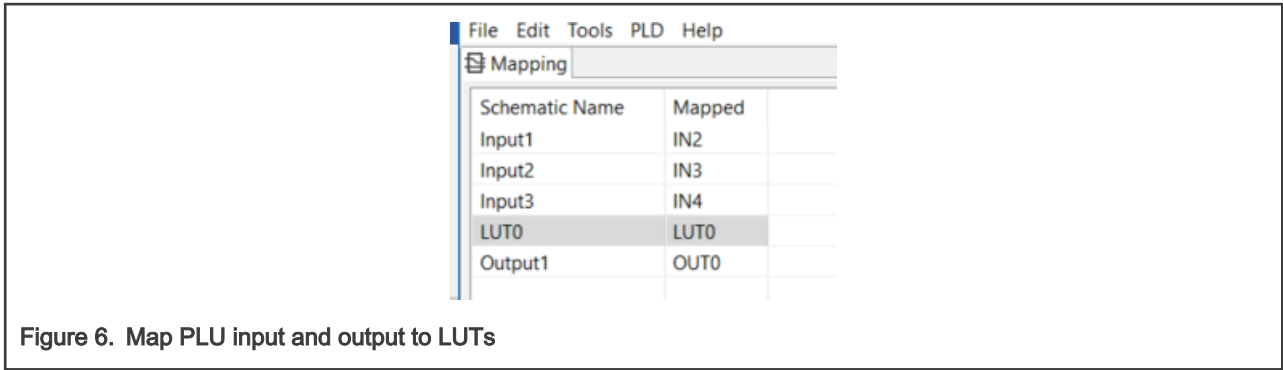 File Edit Tools PLD Help
Mapping
Schematic Name Mapped
Input1 IN2
Input2 IN3
Input3 IN4
LUT0 LUT0
Output1 OUT0
Figure 6. Map PLU input and output to LUTs